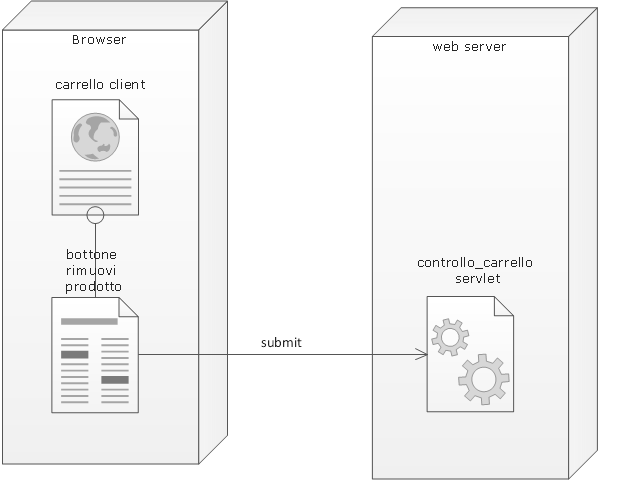 Browser
web server
carrello client
bottone
rimuovi
prodotto
controllo_carrello
servlet
submit